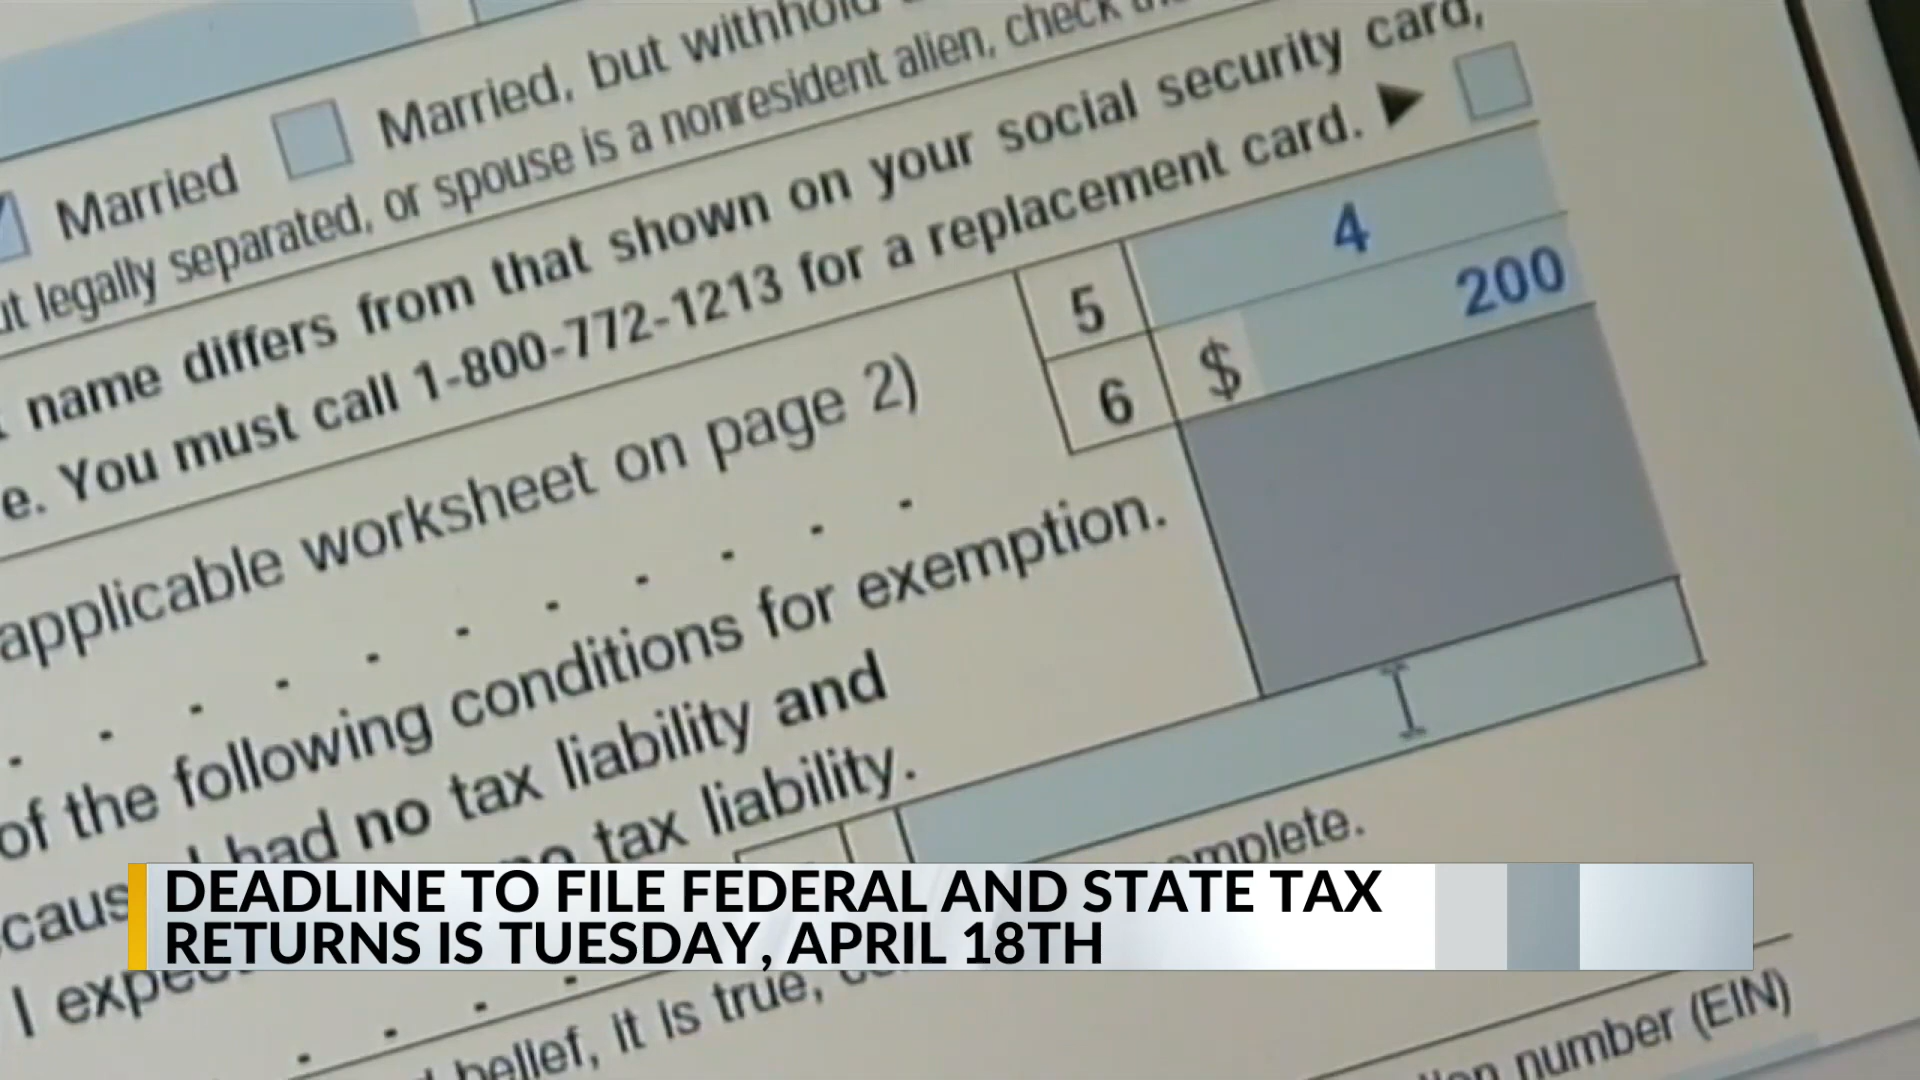 Married, but withhold
Married
ut legally separated, or spouse is a nonresident alien, check
name differs from that shown on your social security card,
e. You must call 1-800-772-1213 for a replacement card. ▶
5 4
applicable worksheet on page 2)
6 $ 200
of the following conditions for exemption.
I had no tax liability and
no tax liability.
I expect
omplete.
belief, it is true,
number (EIN)
DEADLINE TO FILE FEDERAL AND STATE TAX
RETURNS IS TUESDAY, APRIL 18TH